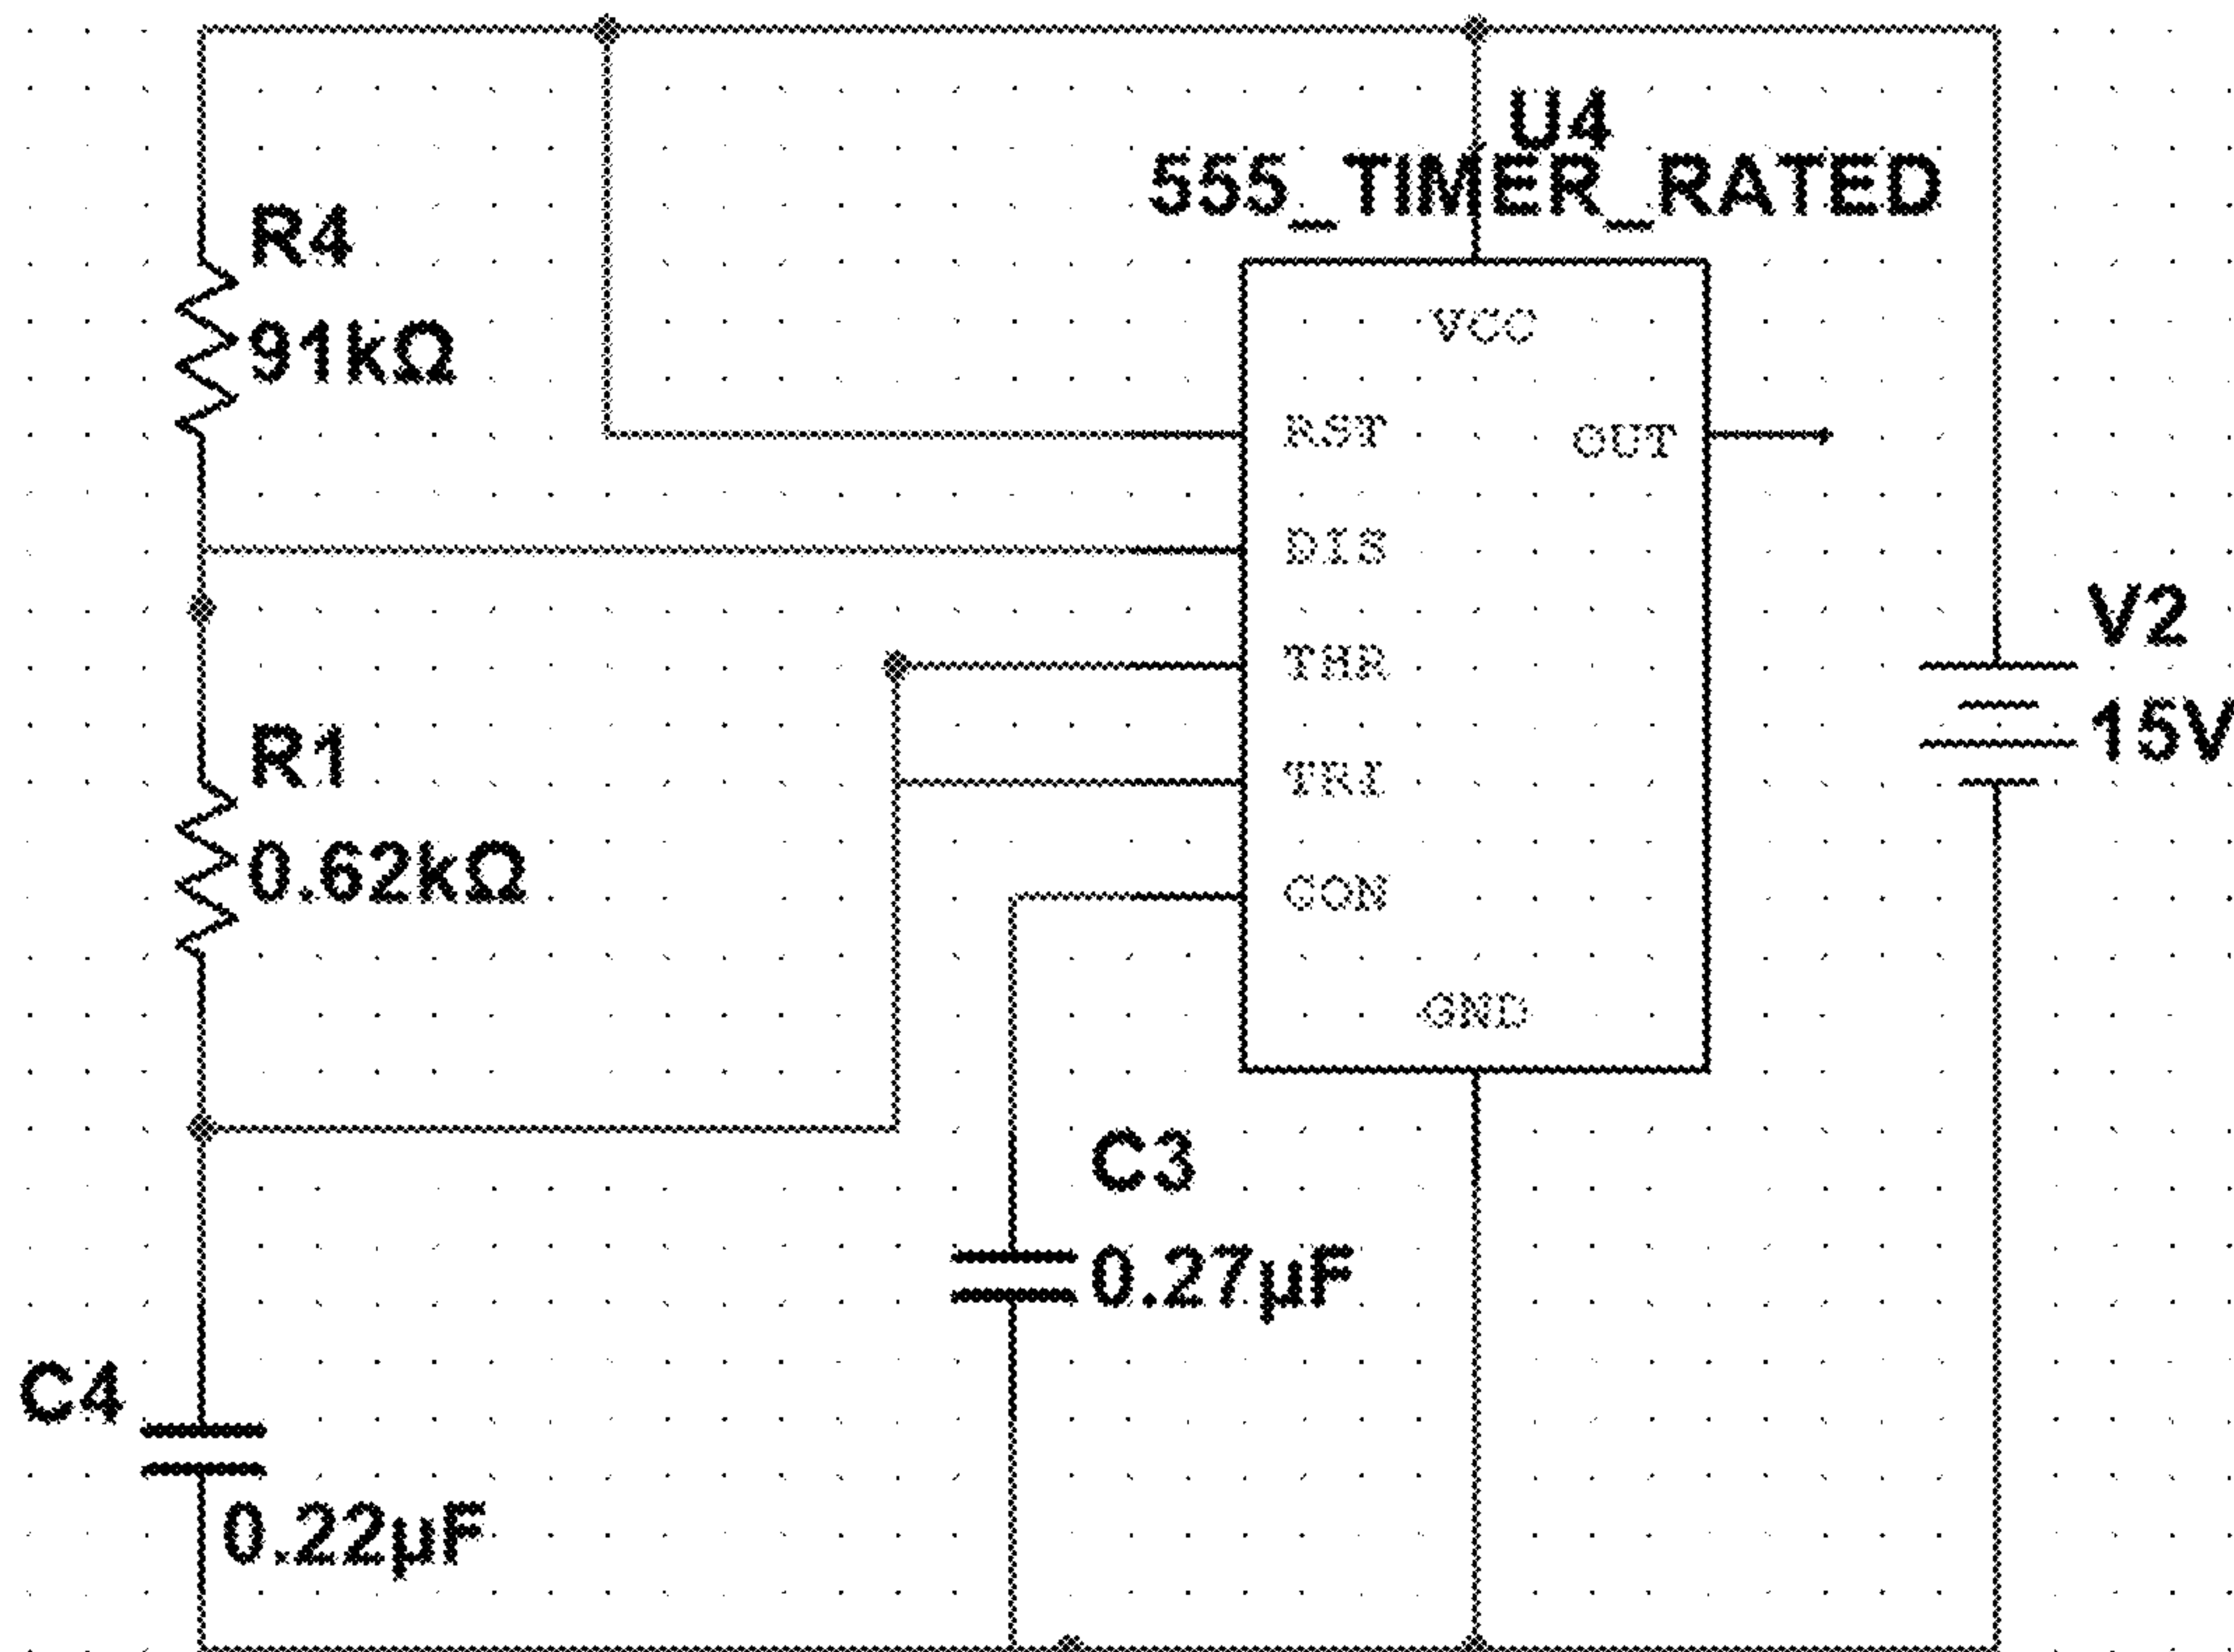 U4
555_TIMER_RATED
R4
91kΩ
VCC
RST
OUT
DIS
THR
V2
15V
R1
0.62kΩ
TRI
CON
GND
C3
0.27µF
C4
0.22µF